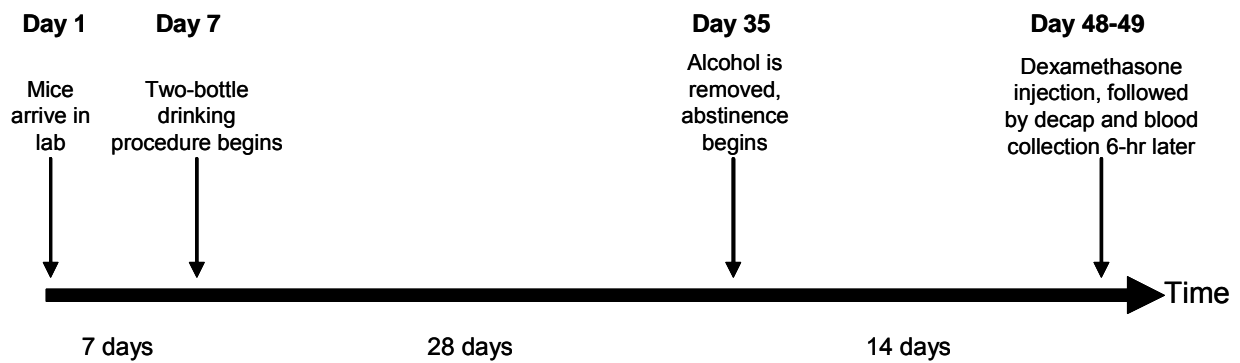 Day 1
Mice
arrive in
lab
Day 7
Two-bottle
drinking
procedure begins
Day 35
Alcohol is
removed,
abstinence
begins
Day 48-49
Dexamethasone
injection, followed
by decap and blood
collection 6-hr later
Time
7 days
28 days
14 days